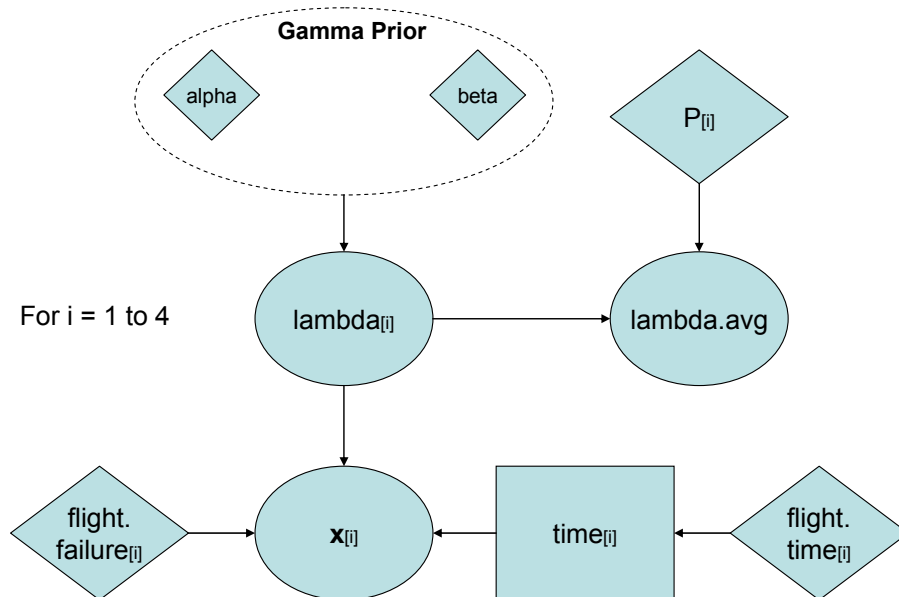 Gamma Prior
alpha
beta
P[i]
For i = 1 to 4
lambda[i]
lambda.avg
flight.
failure[i]
x[i]
time[i]
flight.
time[i]